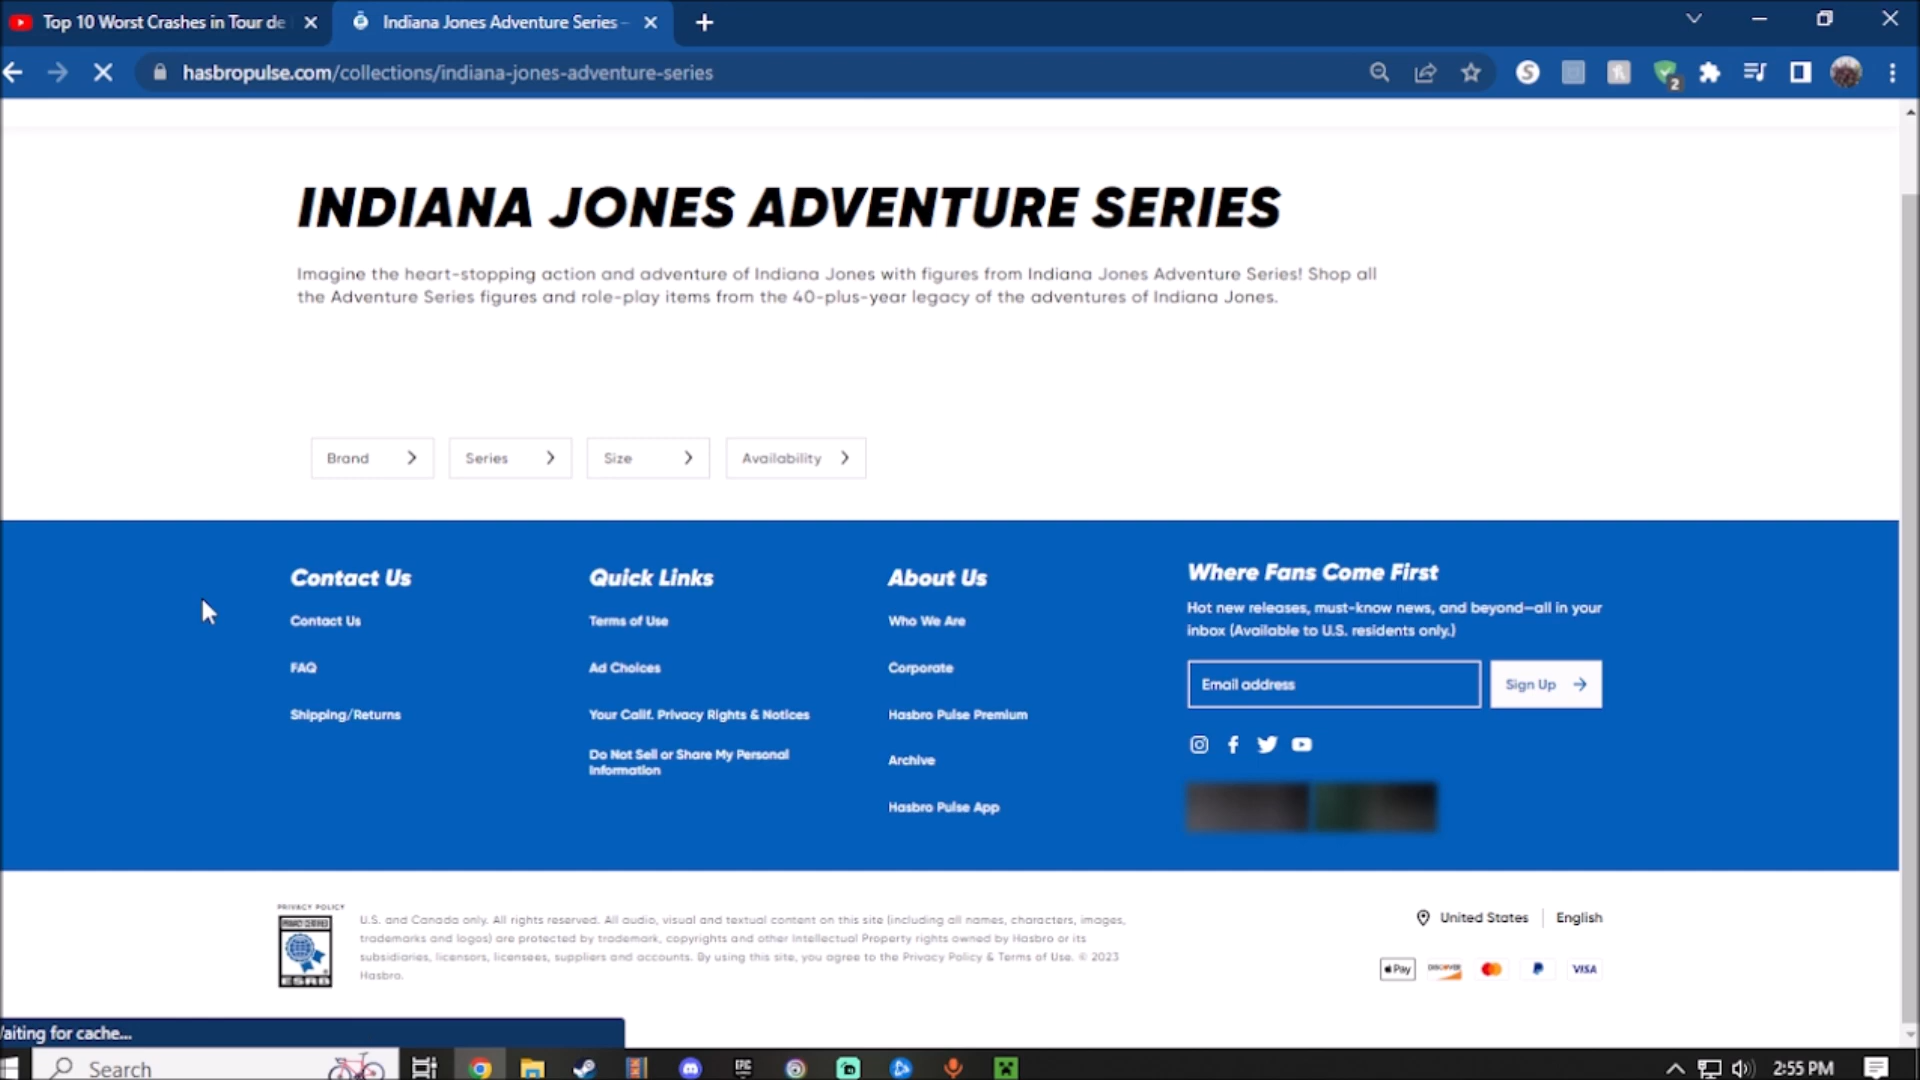 Top 10 Worst Crashes in Tour de
Indiana Jones Adventure Series –
hasbropulse.com/collections/indiana-jones-adventure-series
2
INDIANA JONES ADVENTURE SERIES
Imagine the heart-stopping action and adventure of Indiana Jones with figures from Indiana Jones Adventure Series! Shop all
the Adventure Series figures and role-play items from the 40-plus-year legacy of the adventures of Indiana Jones.
Brand
Series
Size
Availability
Contact Us
Contact Us
FAQ
Shipping/Returns
Quick Links
Terms of Use
Ad Choices
Your Calif. Privacy Rights & Notices
Do Not Sell or Share My Personal
Information
About Us
Who We Are
Corporate
Hasbro Pulse Premium
Archive
Hasbro Pulse App
Where Fans Come First
Hot new releases, must-know news, and beyond—all in your
inbox (Available to U.S. residents only.)
Email address
Sign Up
PRIVACY POLICY
PRIVACY CERTIFIED
ESRB
U.S. and Canada only. All rights reserved. All audio, visual and textual content on this site (including all names, characters, images,
trademarks and logos) are protected by trademark, copyrights and other Intellectual Property rights owned by Hasbro or its
subsidiaries, licensors, licensees, suppliers and accounts. By using this site, you agree to the Privacy Policy & Terms of Use. © 2023
Hasbro.
United States
English
Pay
DISCOVER
VISA
aiting for cache...
Search
EPIC
2:55 PM